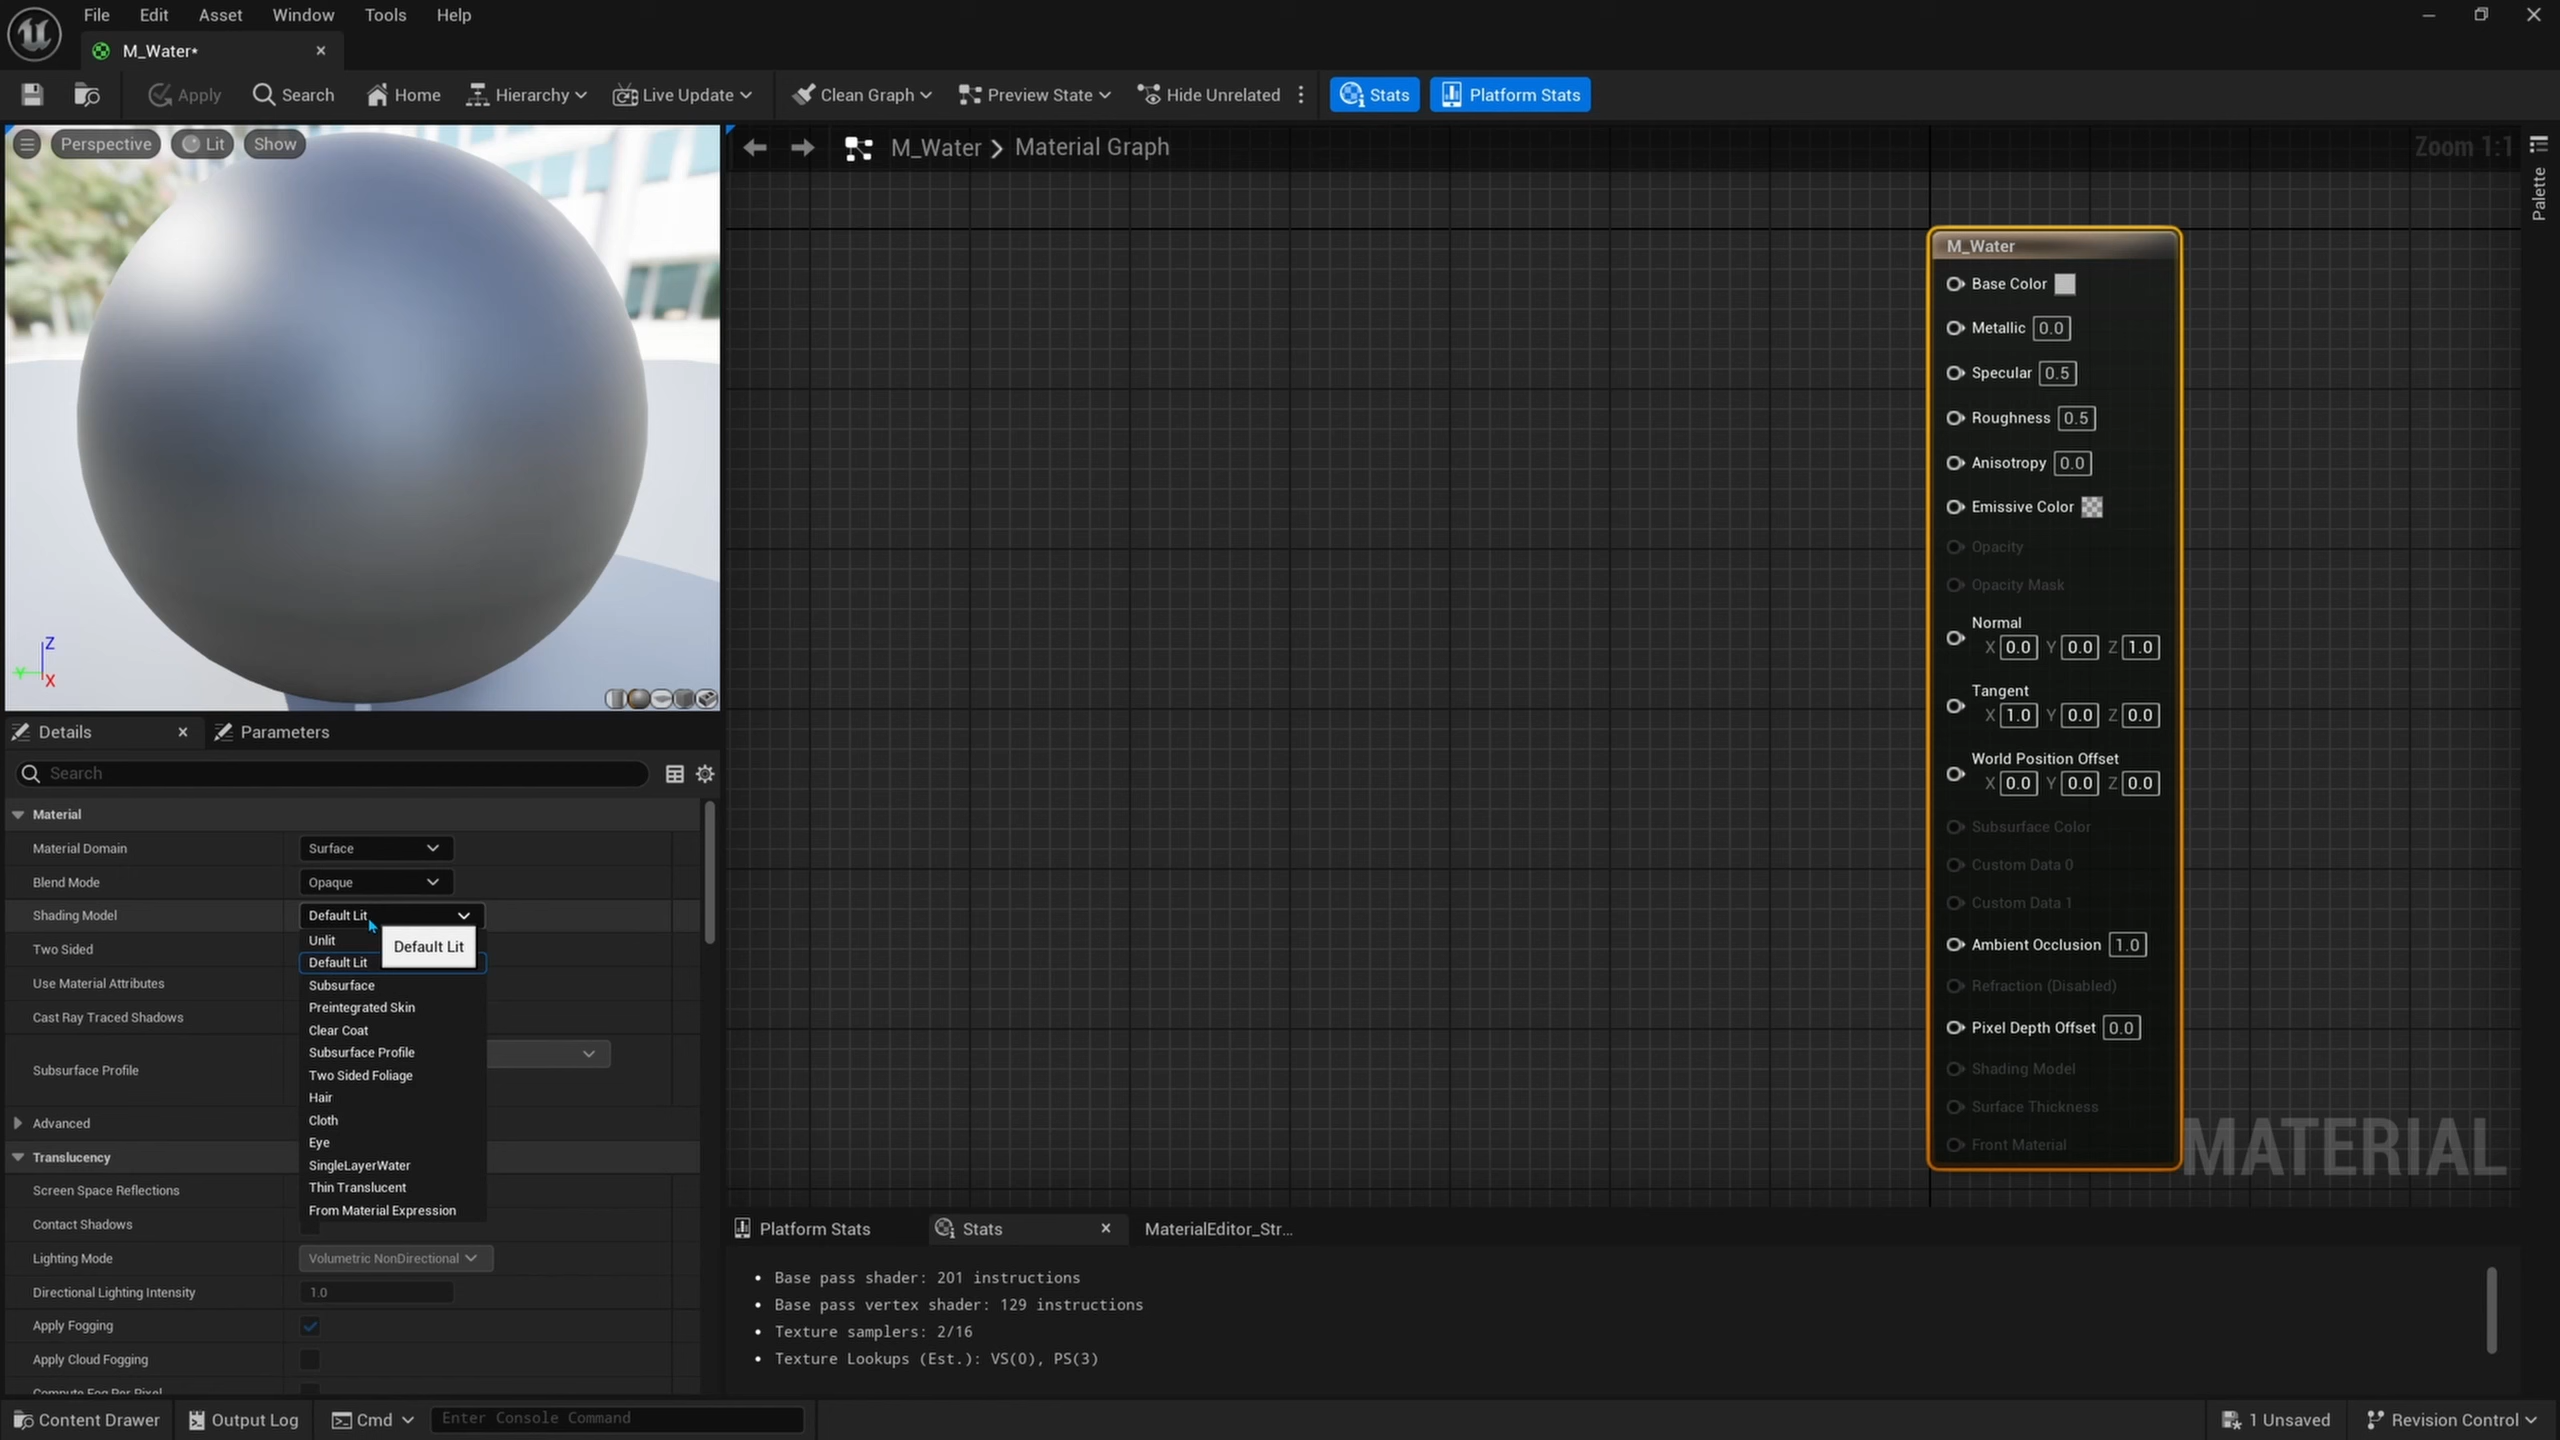 File Edit Asset Window Tools Help
M_Water*
Apply Search Home Hierarchy Live Update Clean Graph Preview State Hide Unrelated Stats Platform Stats
Perspective Lit Show
Z
Y
X
M_Water > Material Graph
Zoom 1:1
Palette
M_Water
Base Color
Metallic 0.0
Specular 0.5
Roughness 0.5
Anisotropy 0.0
Emissive Color
Opacity
Opacity Mask
Normal
X 0.0 Y 0.0 Z 1.0
Tangent
X 1.0 Y 0.0 Z 0.0
World Position Offset
X 0.0 Y 0.0 Z 0.0
Subsurface Color
Custom Data 0
Custom Data 1
Ambient Occlusion 1.0
Refraction (Disabled)
Pixel Depth Offset 0.0
Shading Model
Surface Thickness
Front Material
MATERIAL
Details Parameters
Search
Material
Material Domain Surface
Blend Mode Opaque
Shading Model Default Lit
Default Lit
Two Sided
Use Material Attributes
Cast Ray Traced Shadows
Subsurface Profile
Advanced
Translucency
Screen Space Reflections
Contact Shadows
Unlit
Default Lit
Subsurface
Preintegrated Skin
Clear Coat
Subsurface Profile
Two Sided Foliage
Hair
Cloth
Eye
SingleLayerWater
Thin Translucent
From Material Expression
Lighting Mode Volumetric NonDirectional
Directional Lighting Intensity 1.0
Apply Fogging
Apply Cloud Fogging
Compute Fog Per Pixel
Platform Stats Stats MaterialEditor_Str...
• Base pass shader: 201 instructions
• Base pass vertex shader: 129 instructions
• Texture samplers: 2/16
• Texture Lookups (Est.): VS(0), PS(3)
Content Drawer Output Log Cmd Enter Console Command 1 Unsaved Revision Control